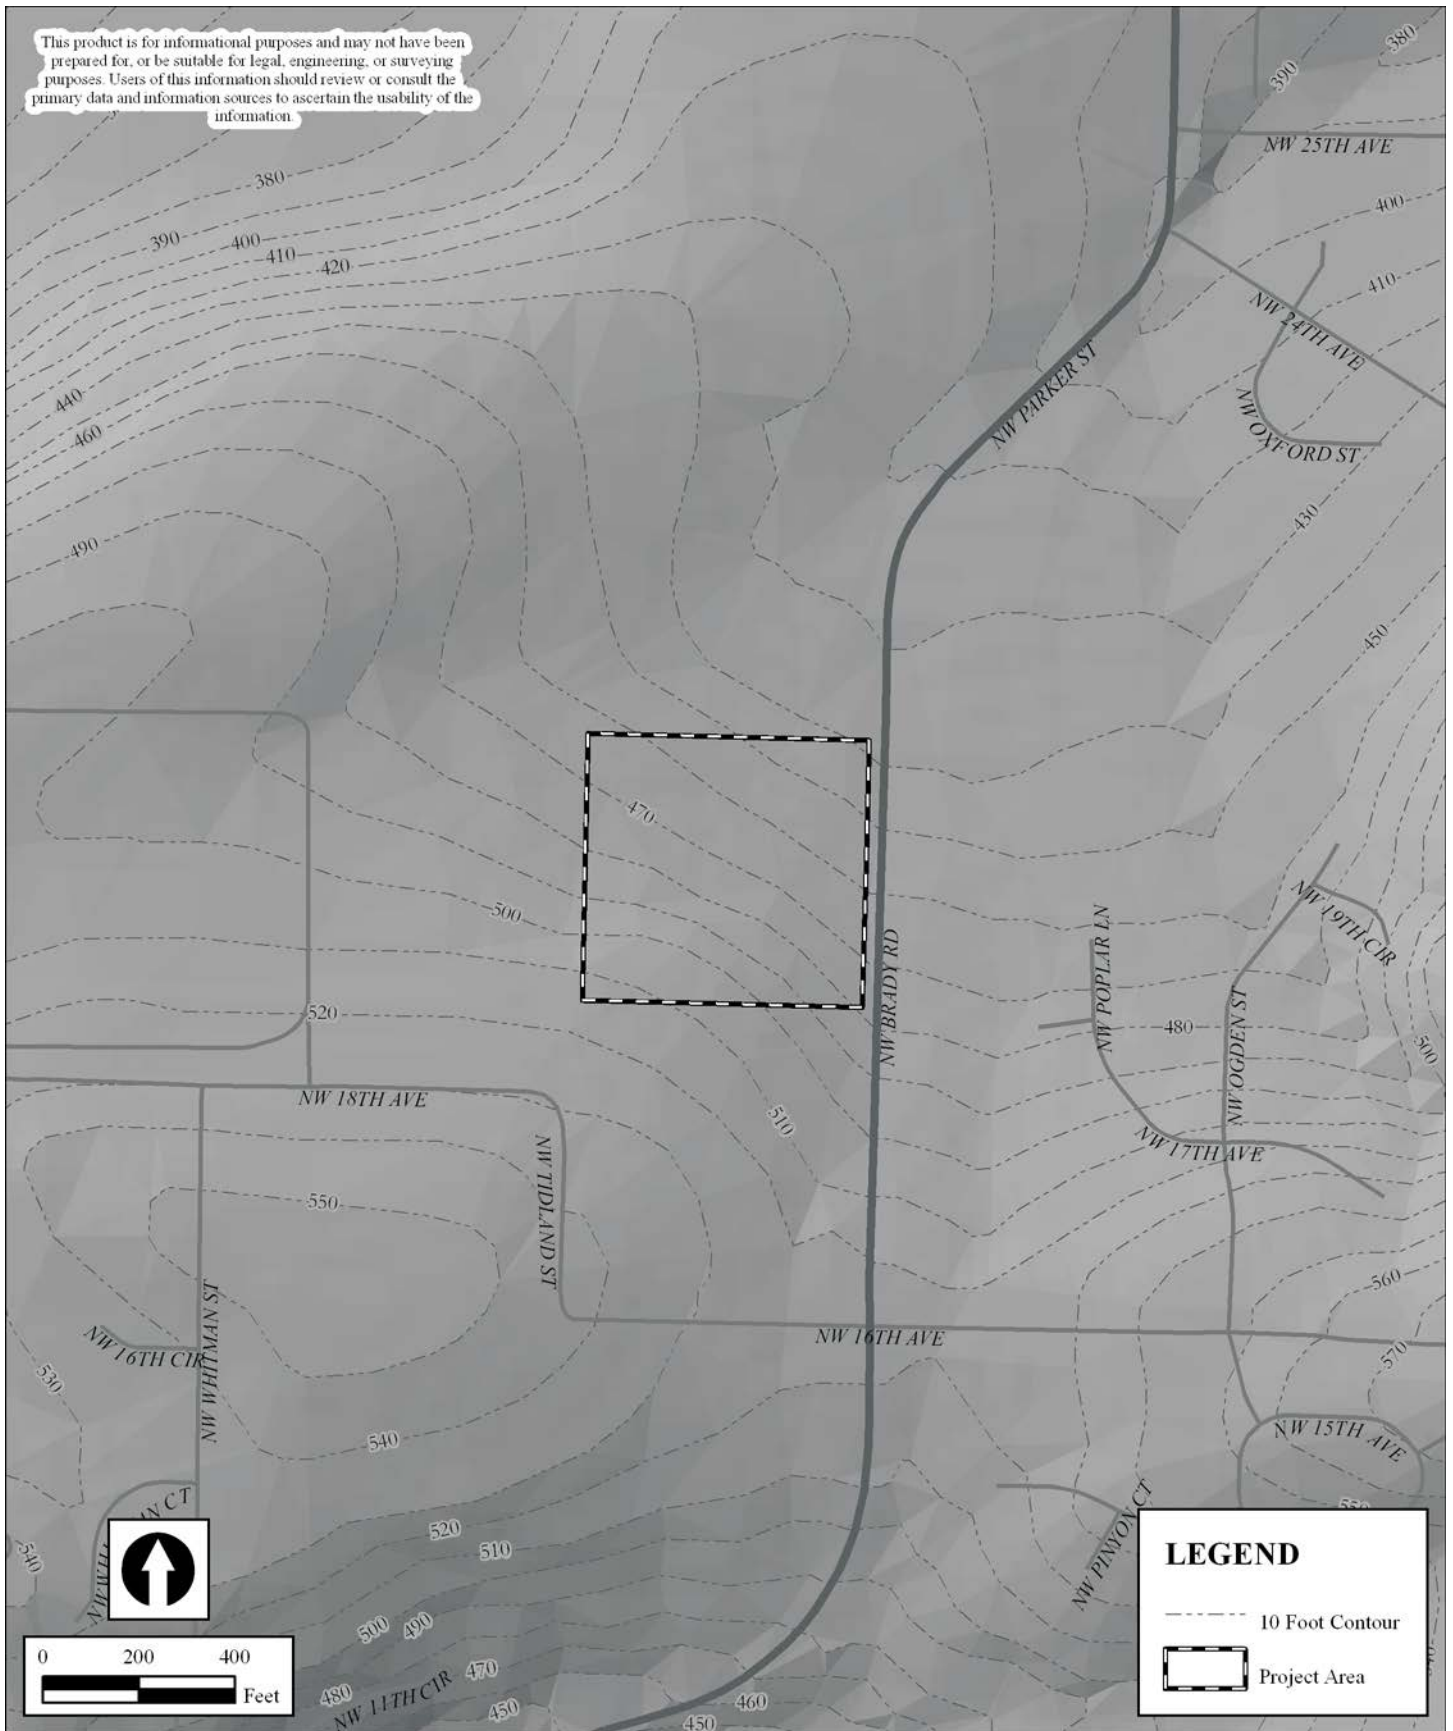 This product is for informational purposes and may not have been
prepared for, or be suitable for legal, engineering, or surveying
purposes. Users of this information should review or consult the
primary data and information sources to ascertain the usability of the
information.
380
390
NW 25TH AVE
380
400
390
400
410
420
410
NW 24TH AVE
NW PARKER ST
440
460
NW OXFORD ST
430
490
450
470
500
NW 19TH CIR
NW POPLAR LN
NW BRADY RD
520
480
NW OGDEN ST
500
NW 18TH AVE
510
NW 17TH AVE
NW TIDLAND ST
550
560
NW 16TH AVE
NW WHITMAN ST
NW 16TH CIR
530
570
540
NW 15TH AVE
550
NW PINYON CT
520
510
540
500
490
470
480
NW 11TH CIR
450
460
450
0 200 400
Feet
LEGEND
10 Foot Contour
Project Area